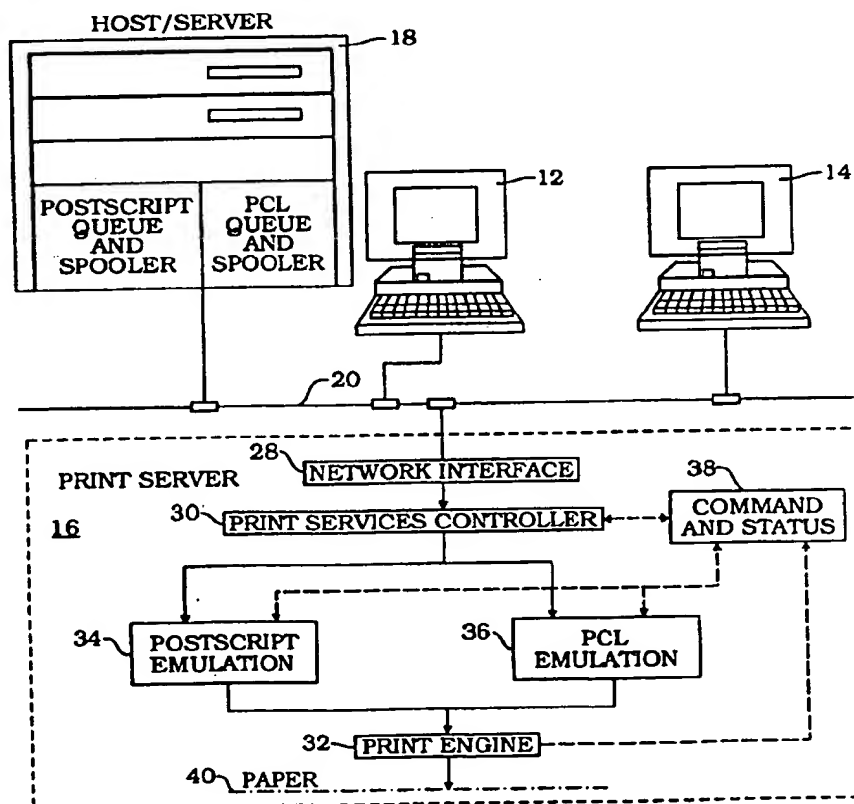 HOST/SERVER
18
POSTSCRIPT
QUEUE
AND
SPOOLER
PCL
QUEUE
AND
SPOOLER
12
14
20
PRINT SERVER
16
28
NETWORK INTERFACE
30
PRINT SERVICES CONTROLLER
38
COMMAND
AND STATUS
34
POSTSCRIPT
EMULATION
36
PCL
EMULATION
32
PRINT ENGINE
40
PAPER